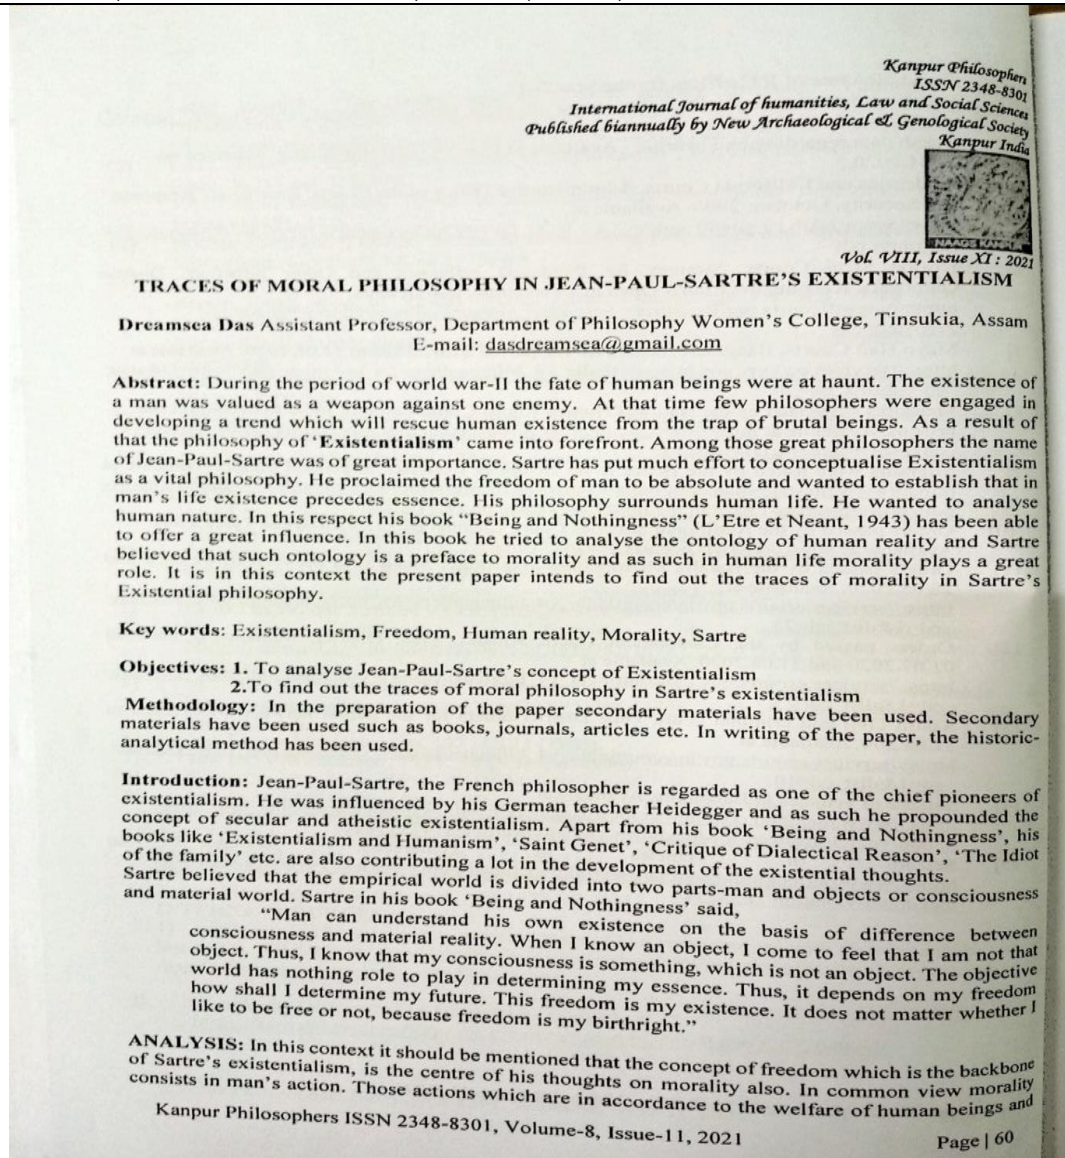 Kanpur Philosophers
ISSN 2348-8301
International Journal of humanities, Law and Social Sciences
Published biannually by New Archaeological & Genological Society
Kanpur India
NAAGS KANPUR
Vol. VIII, Issue XI : 2021
TRACES OF MORAL PHILOSOPHY IN JEAN-PAUL-SARTRE'S EXISTENTIALISM
Dreamsea Das Assistant Professor, Department of Philosophy Women's College, Tinsukia, Assam
E-mail: dasdreamsea@gmail.com
Abstract: During the period of world war-II the fate of human beings were at haunt. The existence of
a man was valued as a weapon against one enemy. At that time few philosophers were engaged in
developing a trend which will rescue human existence from the trap of brutal beings. As a result of
that the philosophy of 'Existentialism' came into forefront. Among those great philosophers the name
of Jean-Paul-Sartre was of great importance. Sartre has put much effort to conceptualise Existentialism
as a vital philosophy. He proclaimed the freedom of man to be absolute and wanted to establish that in
man's life existence precedes essence. His philosophy surrounds human life. He wanted to analyse
human nature. In this respect his book "Being and Nothingness" (L'Etre et Neant, 1943) has been able
to offer a great influence. In this book he tried to analyse the ontology of human reality and Sartre
believed that such ontology is a preface to morality and as such in human life morality plays a great
role. It is in this context the present paper intends to find out the traces of morality in Sartre's
Existential philosophy.
Key words: Existentialism, Freedom, Human reality, Morality, Sartre
Objectives: 1. To analyse Jean-Paul-Sartre's concept of Existentialism
2.To find out the traces of moral philosophy in Sartre's existentialism
Methodology: In the preparation of the paper secondary materials have been used. Secondary
materials have been used such as books, journals, articles etc. In writing of the paper, the historic-
analytical method has been used.
Introduction: Jean-Paul-Sartre, the French philosopher is regarded as one of the chief pioneers of
existentialism. He was influenced by his German teacher Heidegger and as such he propounded the
concept of secular and atheistic existentialism. Apart from his book 'Being and Nothingness', his
books like 'Existentialism and Humanism', 'Saint Genet', 'Critique of Dialectical Reason', 'The Idiot
of the family' etc. are also contributing a lot in the development of the existential thoughts.
Sartre believed that the empirical world is divided into two parts-man and objects or consciousness
and material world. Sartre in his book 'Being and Nothingness' said,
"Man can understand his own existence on the basis of difference between
consciousness and material reality. When I know an object, I come to feel that I am not that
object. Thus, I know that my consciousness is something, which is not an object. The objective
world has nothing role to play in determining my essence. Thus, it depends on my freedom
how shall I determine my future. This freedom is my existence. It does not matter whether I
like to be free or not, because freedom is my birthright."
ANALYSIS: In this context it should be mentioned that the concept of freedom which is the backbone
of Sartre's existentialism, is the centre of his thoughts on morality also. In common view morality
consists in man's action. Those actions which are in accordance to the welfare of human beings and
Kanpur Philosophers ISSN 2348-8301, Volume-8, Issue-11, 2021
Page | 60